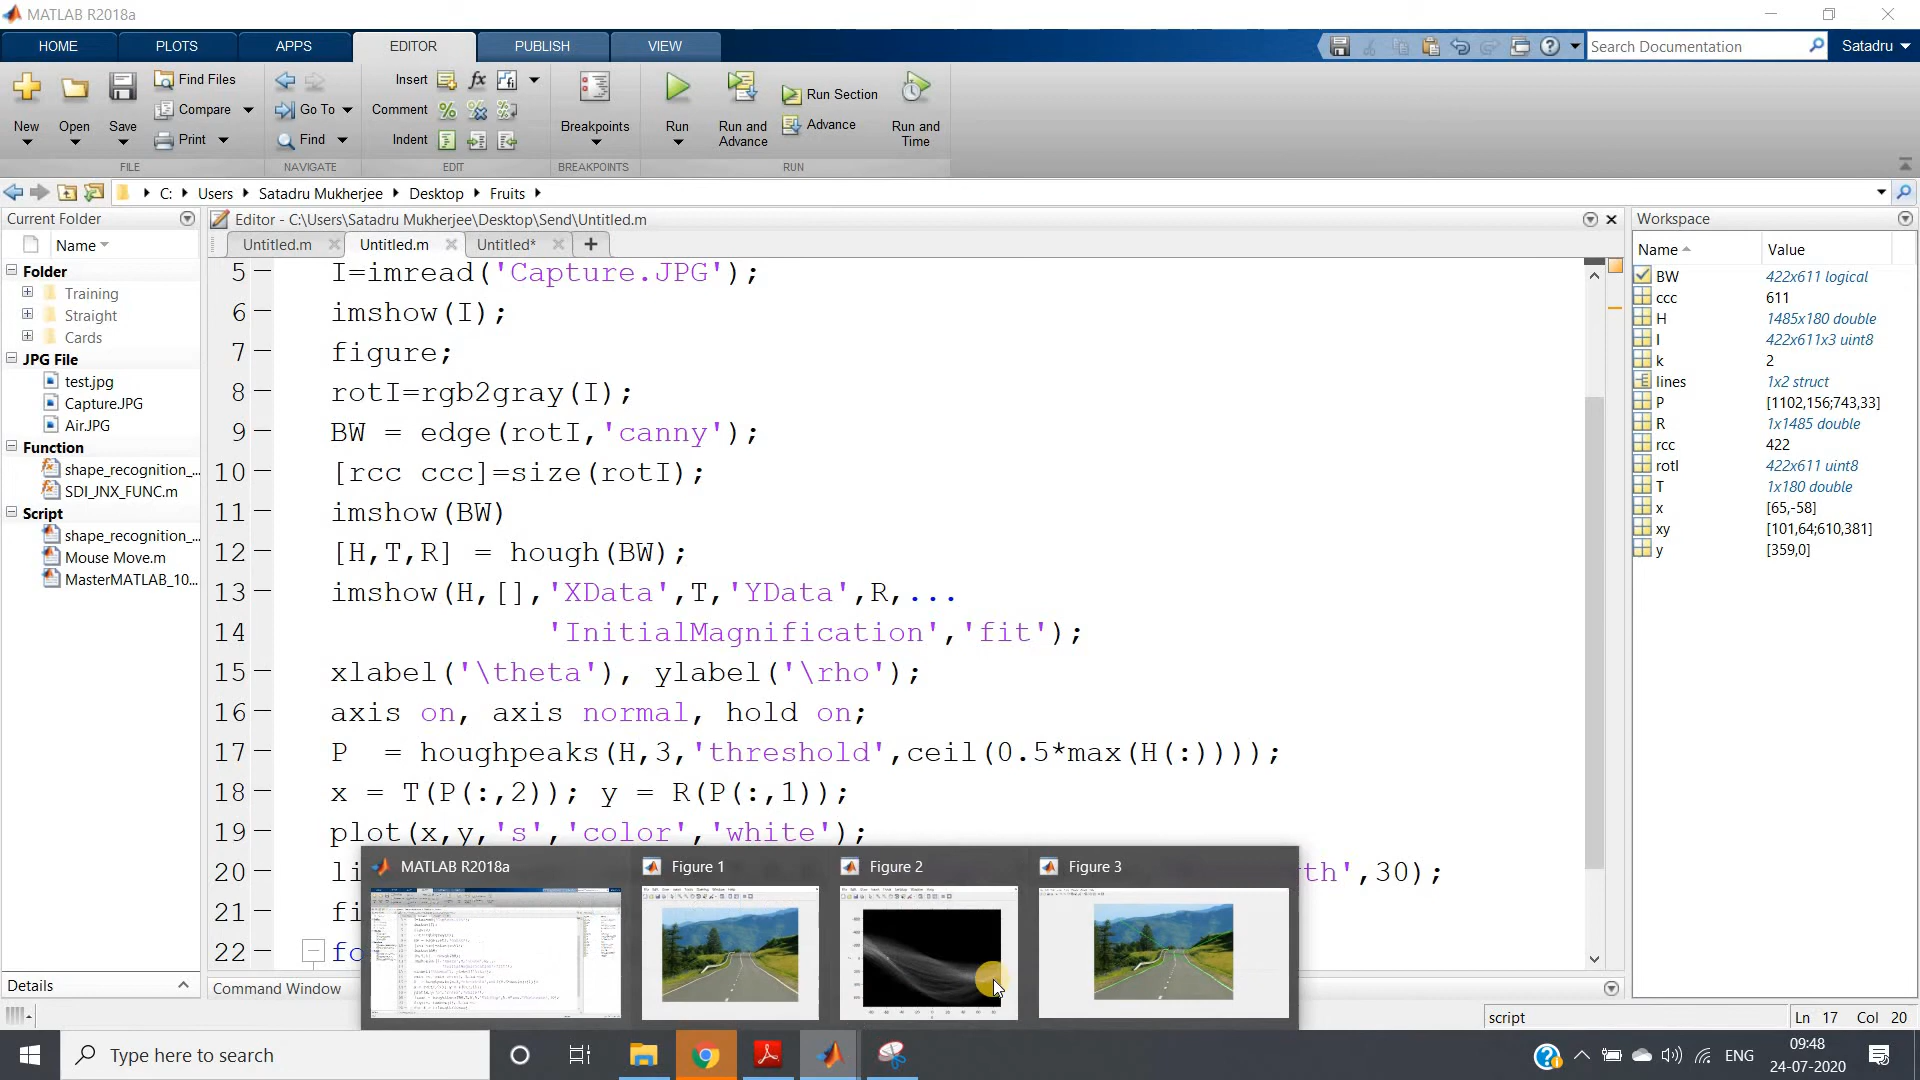 MATLAB R2018a
HOME PLOTS APPS EDITOR PUBLISH VIEW
Search Documentation
Satadru
New Open Save
Find Files
Compare
Print
Go To
Find
Insert
Comment
Indent
fx
Breakpoints
Run
Run and Advance
Run Section
Advance
Run and Time
FILE NAVIGATE EDIT BREAKPOINTS RUN
C: Users Satadru Mukherjee Desktop Fruits
Current Folder
Name
Folder
Training
Straight
Cards
JPG File
test.jpg
Capture.JPG
Air.JPG
Function
shape_recognition_...
SDI_JNX_FUNC.m
Script
shape_recognition_...
Mouse Move.m
MasterMATLAB_10...
Details
Editor - C:\Users\Satadru Mukherjee\Desktop\Send\Untitled.m
Untitled.m Untitled.m Untitled*
5 I=imread('Capture.JPG');
6 imshow(I);
7 figure;
8 rotI=rgb2gray(I);
9 BW = edge(rotI,'canny');
10 [rcc ccc]=size(rotI);
11 imshow(BW)
12 [H,T,R] = hough(BW);
13 imshow(H,[],'XData',T,'YData',R,...
14 'InitialMagnification','fit');
15 xlabel('\theta'), ylabel('\rho');
16 axis on, axis normal, hold on;
17 P = houghpeaks(H,3,'threshold',ceil(0.5*max(H(:))));
18 x = T(P(:,2)); y = R(P(:,1));
19 plot(x,y,'s','color','white');
20 li th',30);
21 fi
22 fo
MATLAB R2018a
Figure 1
Figure 2
Figure 3
Command Window
Workspace
Name Value
BW 422x611 logical
ccc 611
H 1485x180 double
I 422x611x3 uint8
k 2
lines 1x2 struct
P [1102,156;743,33]
R 1x1485 double
rcc 422
rotI 422x611 uint8
T 1x180 double
x [65,-58]
xy [101,64;610,381]
y [359,0]
script
Ln 17 Col 20
Type here to search
ENG
09:48
24-07-2020